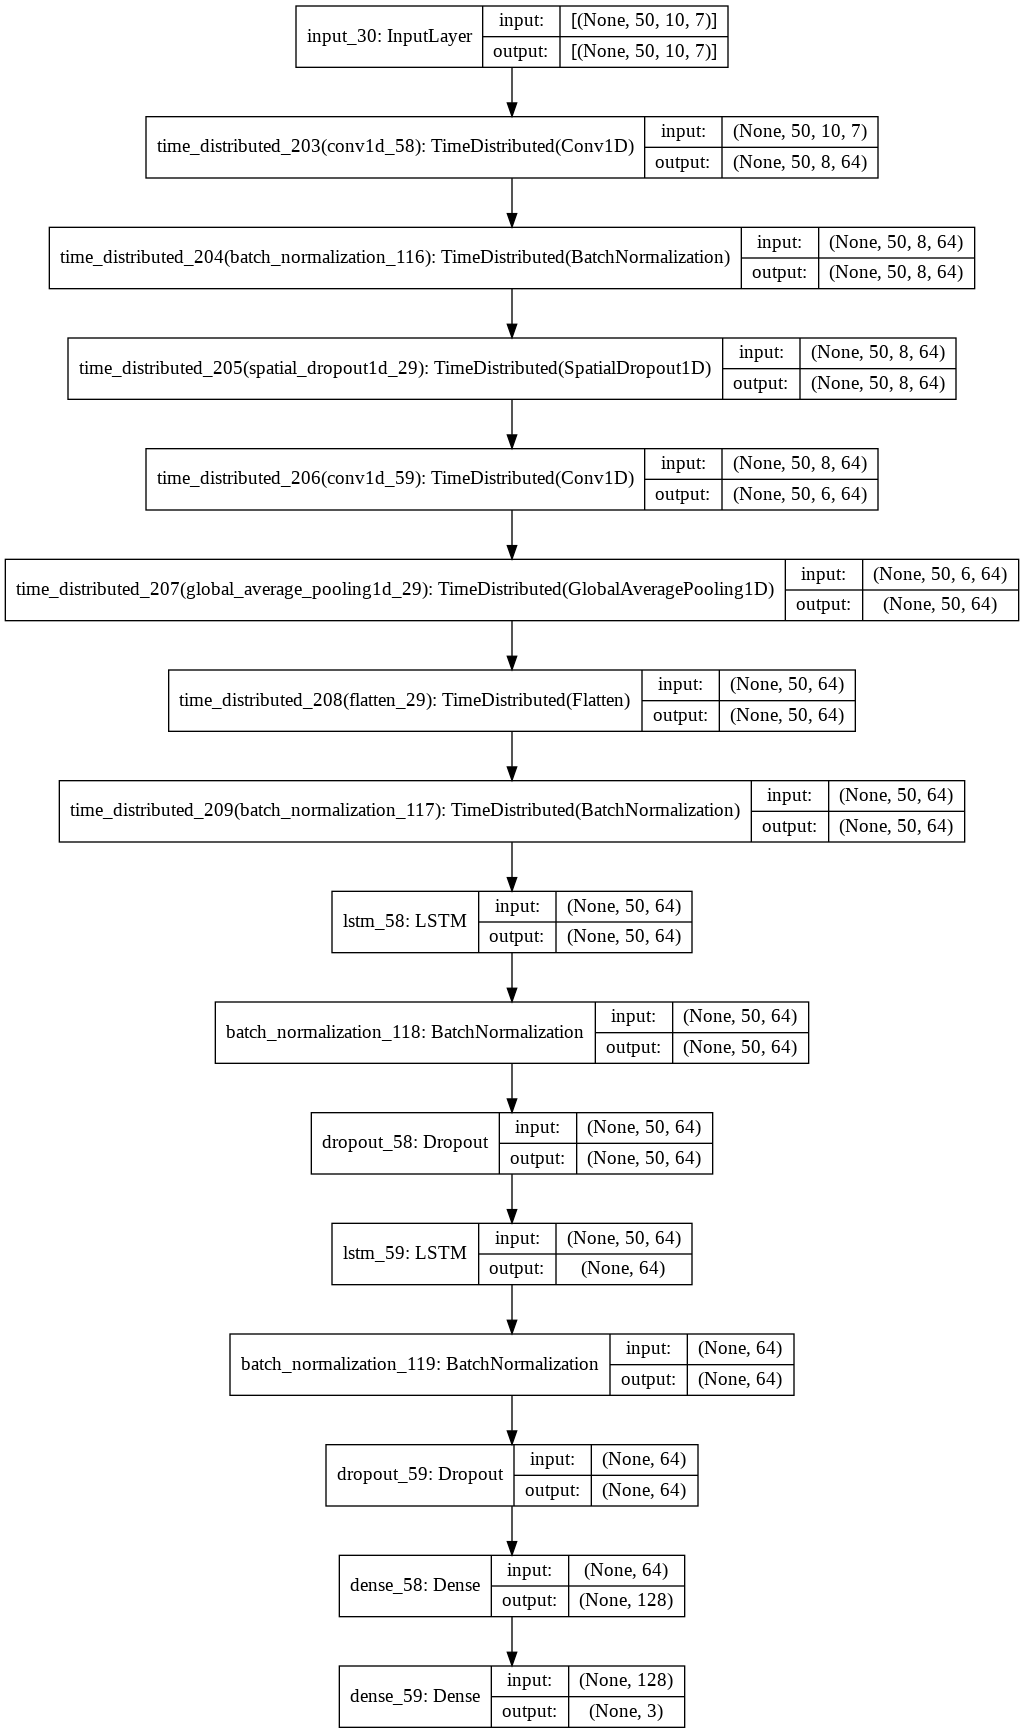 input_30: InputLayer
input: [(None, 50, 10, 7)]
output: [(None, 50, 10, 7)]
time_distributed_203(conv1d_58): TimeDistributed(Conv1D)
input: (None, 50, 10, 7)
output: (None, 50, 8, 64)
time_distributed_204(batch_normalization_116): TimeDistributed(BatchNormalization)
input: (None, 50, 8, 64)
output: (None, 50, 8, 64)
time_distributed_205(spatial_dropout1d_29): TimeDistributed(SpatialDropout1D)
input: (None, 50, 8, 64)
output: (None, 50, 8, 64)
time_distributed_206(conv1d_59): TimeDistributed(Conv1D)
input: (None, 50, 8, 64)
output: (None, 50, 6, 64)
time_distributed_207(global_average_pooling1d_29): TimeDistributed(GlobalAveragePooling1D)
input: (None, 50, 6, 64)
output: (None, 50, 64)
time_distributed_208(flatten_29): TimeDistributed(Flatten)
input: (None, 50, 64)
output: (None, 50, 64)
time_distributed_209(batch_normalization_117): TimeDistributed(BatchNormalization)
input: (None, 50, 64)
output: (None, 50, 64)
lstm_58: LSTM
input: (None, 50, 64)
output: (None, 50, 64)
batch_normalization_118: BatchNormalization
input: (None, 50, 64)
output: (None, 50, 64)
dropout_58: Dropout
input: (None, 50, 64)
output: (None, 50, 64)
lstm_59: LSTM
input: (None, 50, 64)
output: (None, 64)
batch_normalization_119: BatchNormalization
input: (None, 64)
output: (None, 64)
dropout_59: Dropout
input: (None, 64)
output: (None, 64)
dense_58: Dense
input: (None, 64)
output: (None, 128)
dense_59: Dense
input: (None, 128)
output: (None, 3)